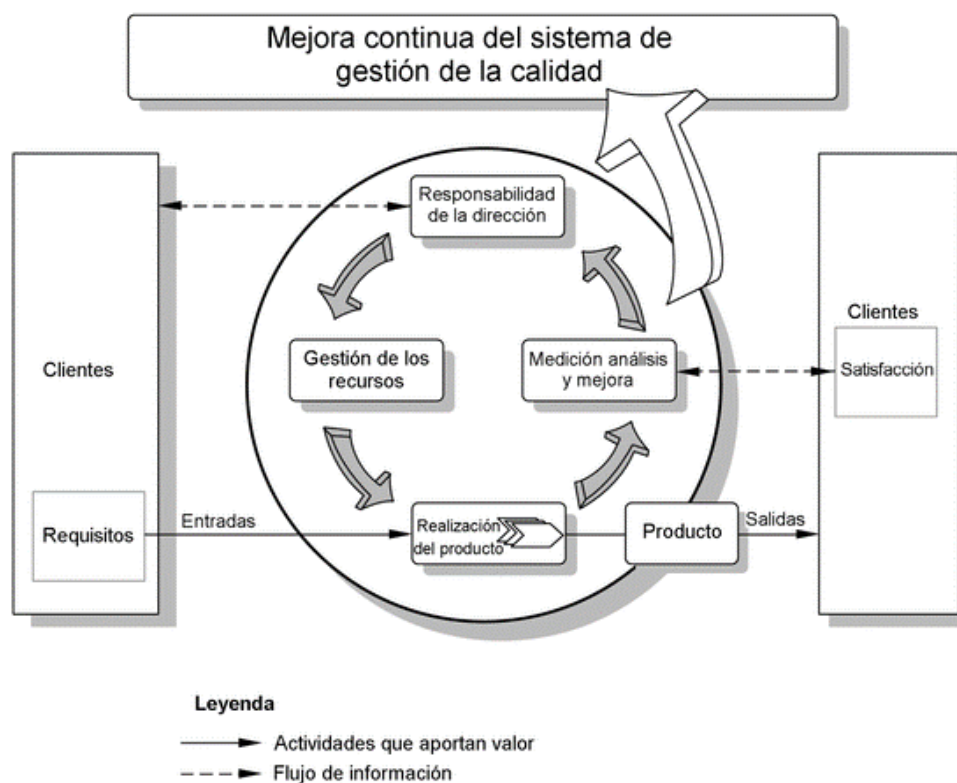 Mejora continua del sistema de
gestión de la calidad
Responsabilidad
de la dirección
Clientes
Gestión de los
recursos
Medición análisis
y mejora
Clientes
Satisfacción
Requisitos
Entradas
Realización
del producto
Producto
Salidas
Leyenda
Actividades que aportan valor
Flujo de información